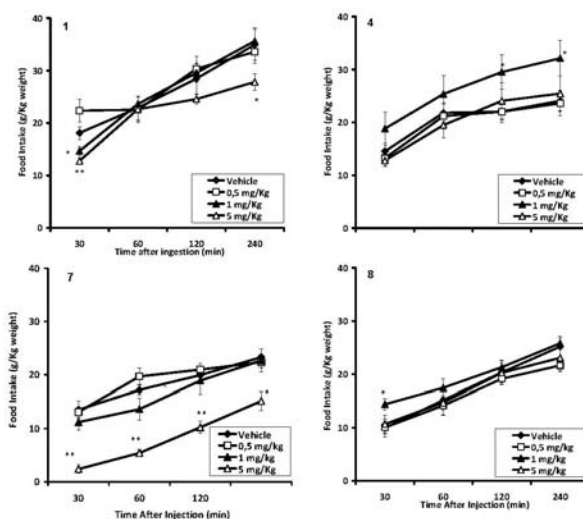 1
40
30
20
10
0
Food Intake (g/Kg weight)
*
**
*
Vehicle
0,5 mg/Kg
1 mg/Kg
5 mg/Kg
30 60 120 240
Time after ingestion (min)
4
40
30
20
10
0
Food Intake (g/Kg weight)
*
*
Vehicle
0,5 mg/Kg
1 mg/Kg
5 mg/Kg
30 60 120 240
7
40
30
20
10
0
Food Intake (g/Kg weight)
**
**
**
*
Vehicle
0,5 mg/kg
1 mg/kg
5 mg/Kg
30 60 120
Time After Injection (min)
8
40
30
20
10
0
Food Intake (g/Kg weight)
*
Vehicle
0,5 mg/kg
1 mg/kg
5 mg/kg
30 60 120 240
Time After Injection (min)